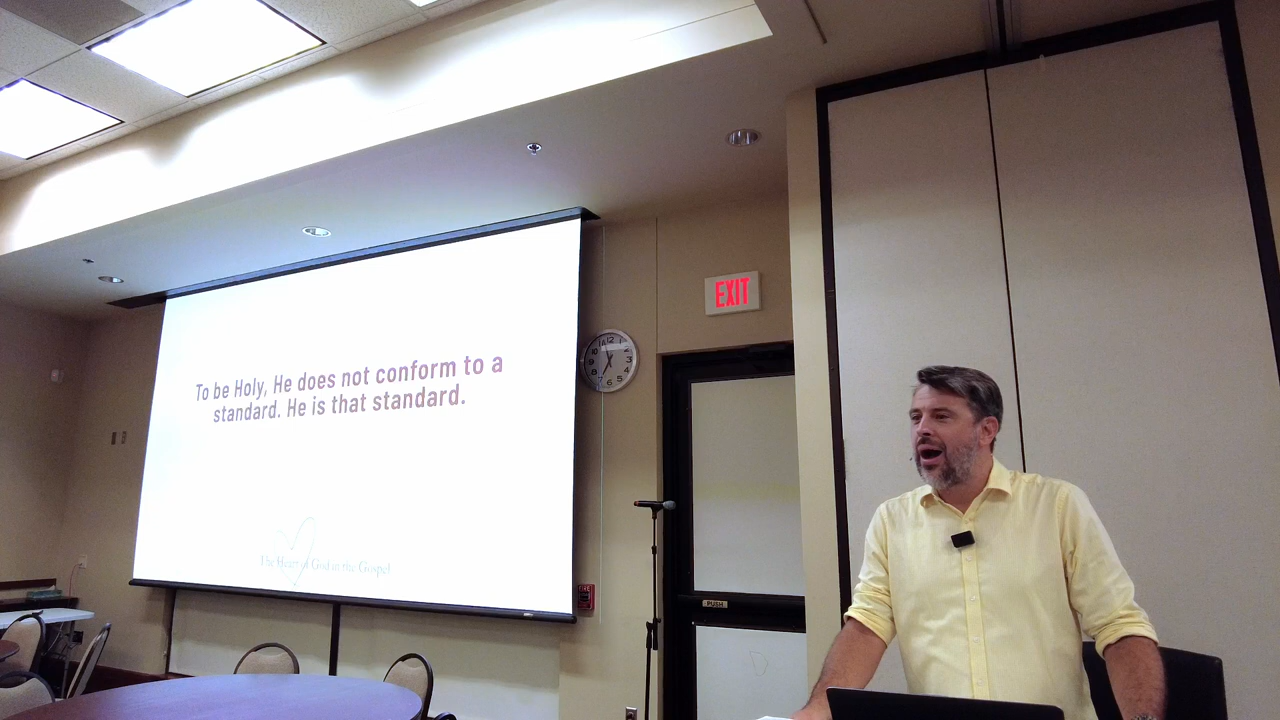 To be Holy, He does not conform to a
standard. He is that standard.
The Heart of God in the Gospel
EXIT
PUSH